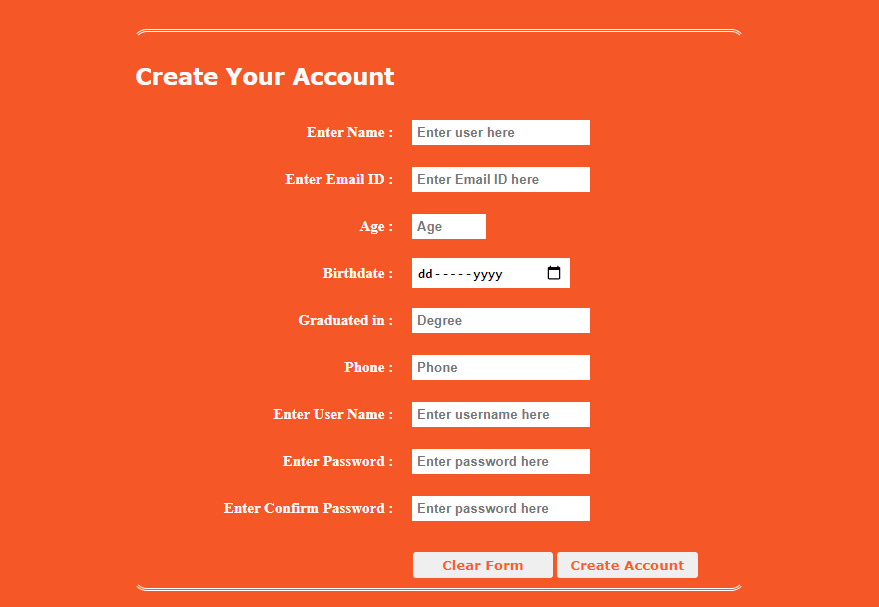 Create Your Account
Enter Name : Enter user here
Enter Email ID : Enter Email ID here
Age : Age
Birthdate : dd-----yyyy
Graduated in : Degree
Phone : Phone
Enter User Name : Enter username here
Enter Password : Enter password here
Enter Confirm Password : Enter password here
Clear Form Create Account